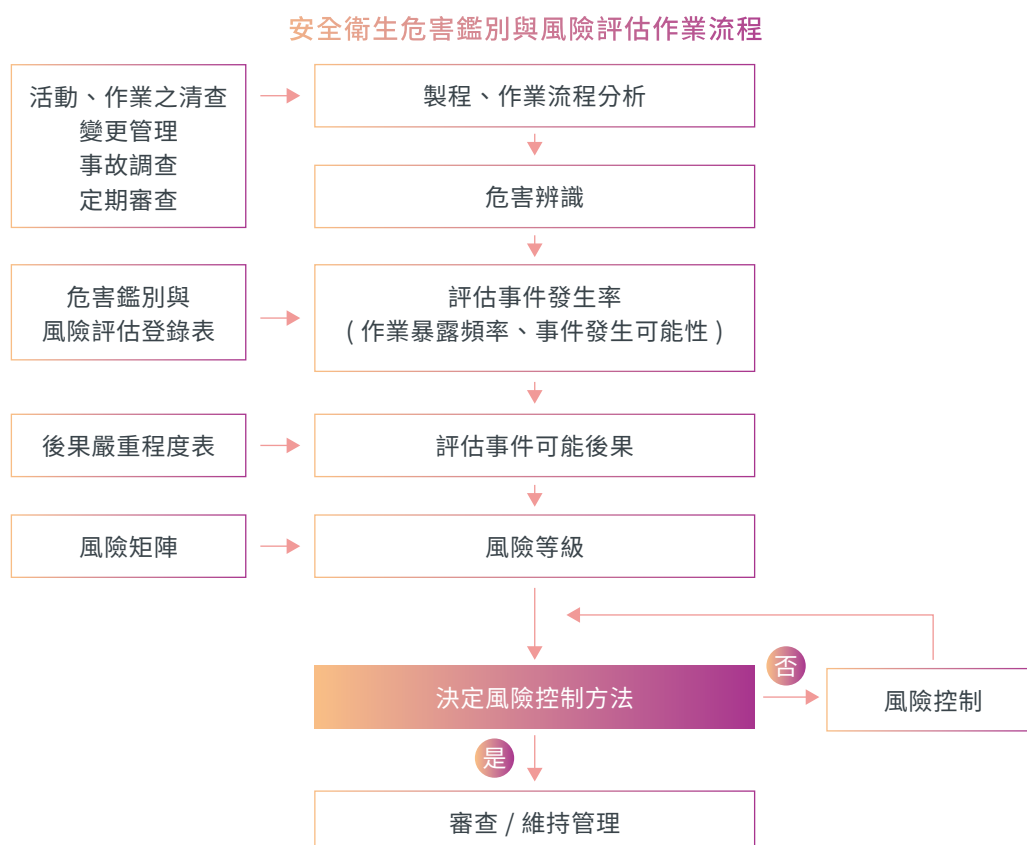 安全衛生危害鑑別與風險評估作業流程
活動、作業之清查
變更管理
事故調查
定期審查
製程、作業流程分析
危害辨識
危害鑑別與
風險評估登錄表
評估事件發生率
( 作業暴露頻率、事件發生可能性 )
後果嚴重程度表
評估事件可能後果
風險矩陣
風險等級
決定風險控制方法
否
風險控制
是
審查 / 維持管理